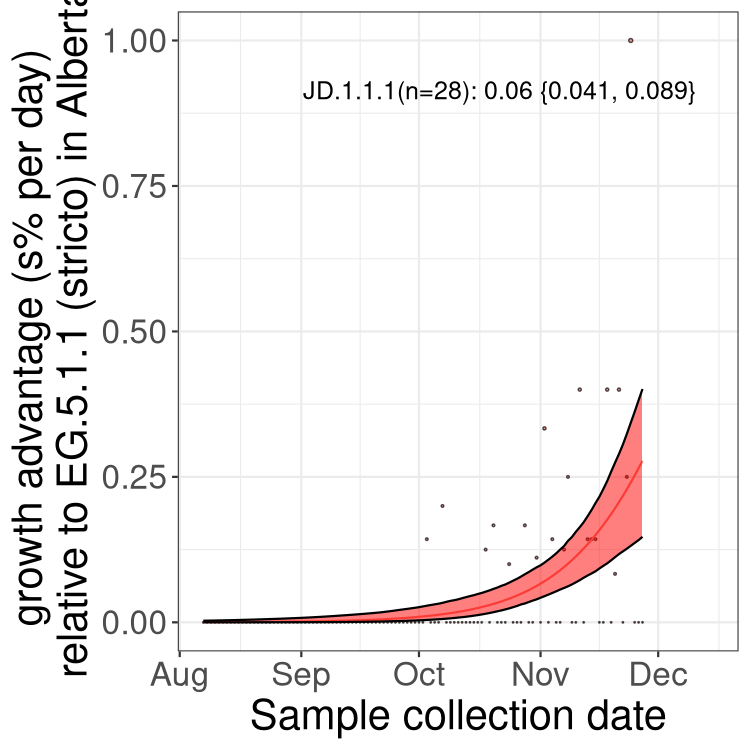 growth advantage (s% per day)
relative to EG.5.1.1 (stricto) in Alberta
1.00
0.75
0.50
0.25
0.00
JD.1.1.1(n=28): 0.06 {0.041, 0.089}
Aug Sep Oct Nov Dec
Sample collection date